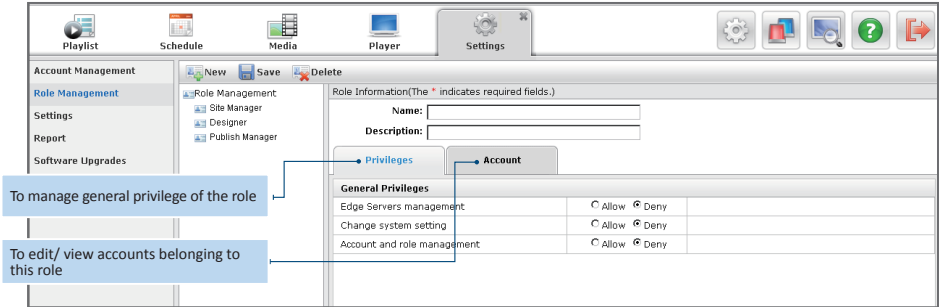 Playlist Schedule Media Player Settings
Account Management
Role Management
Settings
Report
Software Upgrades
New Save Delete
Role Management
Site Manager
Designer
Publish Manager
Role Information(The * indicates required fields.)
Name:
Description:
Privileges Account
General Privileges
Edge Servers management Allow Deny
Change system setting Allow Deny
Account and role management Allow Deny
To manage general privilege of the role
To edit/ view accounts belonging to
this role